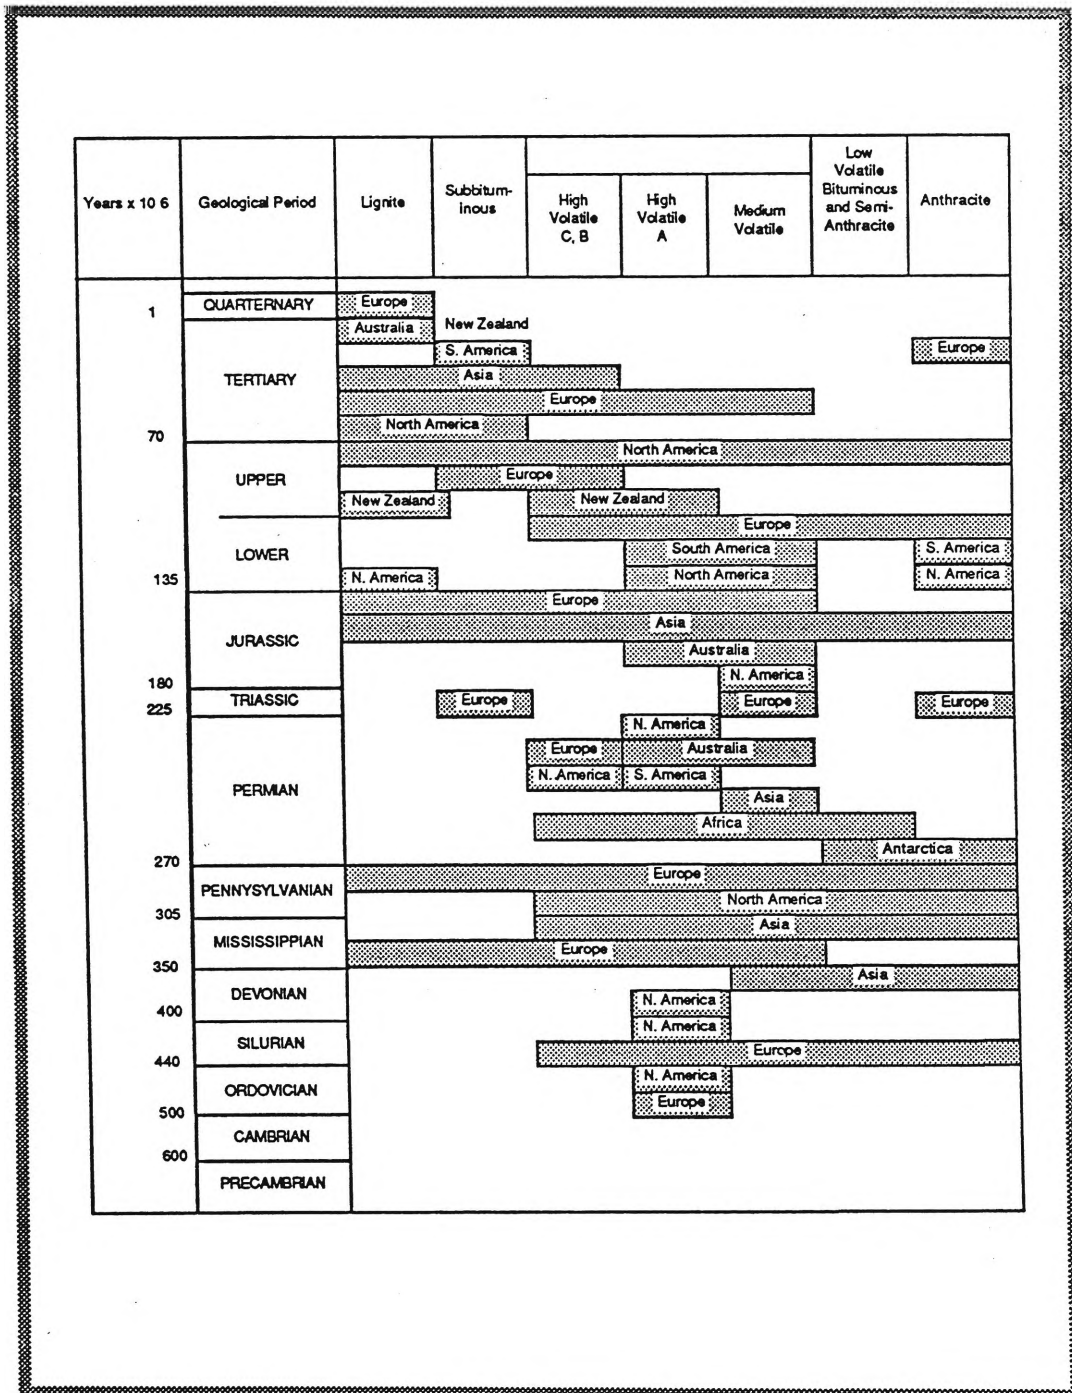 Years x 10 6
Geological Period
Lignite
Subbitum-
inous
High
Volatile
C, B
High
Volatile
A
Medium
Volatile
Low
Volatile
Bituminous
and Semi-
Anthracite
Anthracite
1
QUARTERNARY
Europe
Australia
New Zealand
S. America
Europe
TERTIARY
Asia
Europe
North America
70
North America
UPPER
Europe
New Zealand
New Zealand
Europe
LOWER
South America
S. America
135
N. America
North America
N. America
Europe
Asia
JURASSIC
Australia
180
N. America
225
TRIASSIC
Europe
Europe
Europe
N. America
Europe
Australia
N. America
S. America
PERMIAN
Asia
Africa
Antarctica
270
Europe
PENNYSYLVANIAN
North America
305
Asia
MISSISSIPPIAN
Europe
350
Asia
DEVONIAN
N. America
400
N. America
SILURIAN
Europe
440
N. America
ORDOVICIAN
Europe
500
CAMBRIAN
600
PRECAMBRIAN